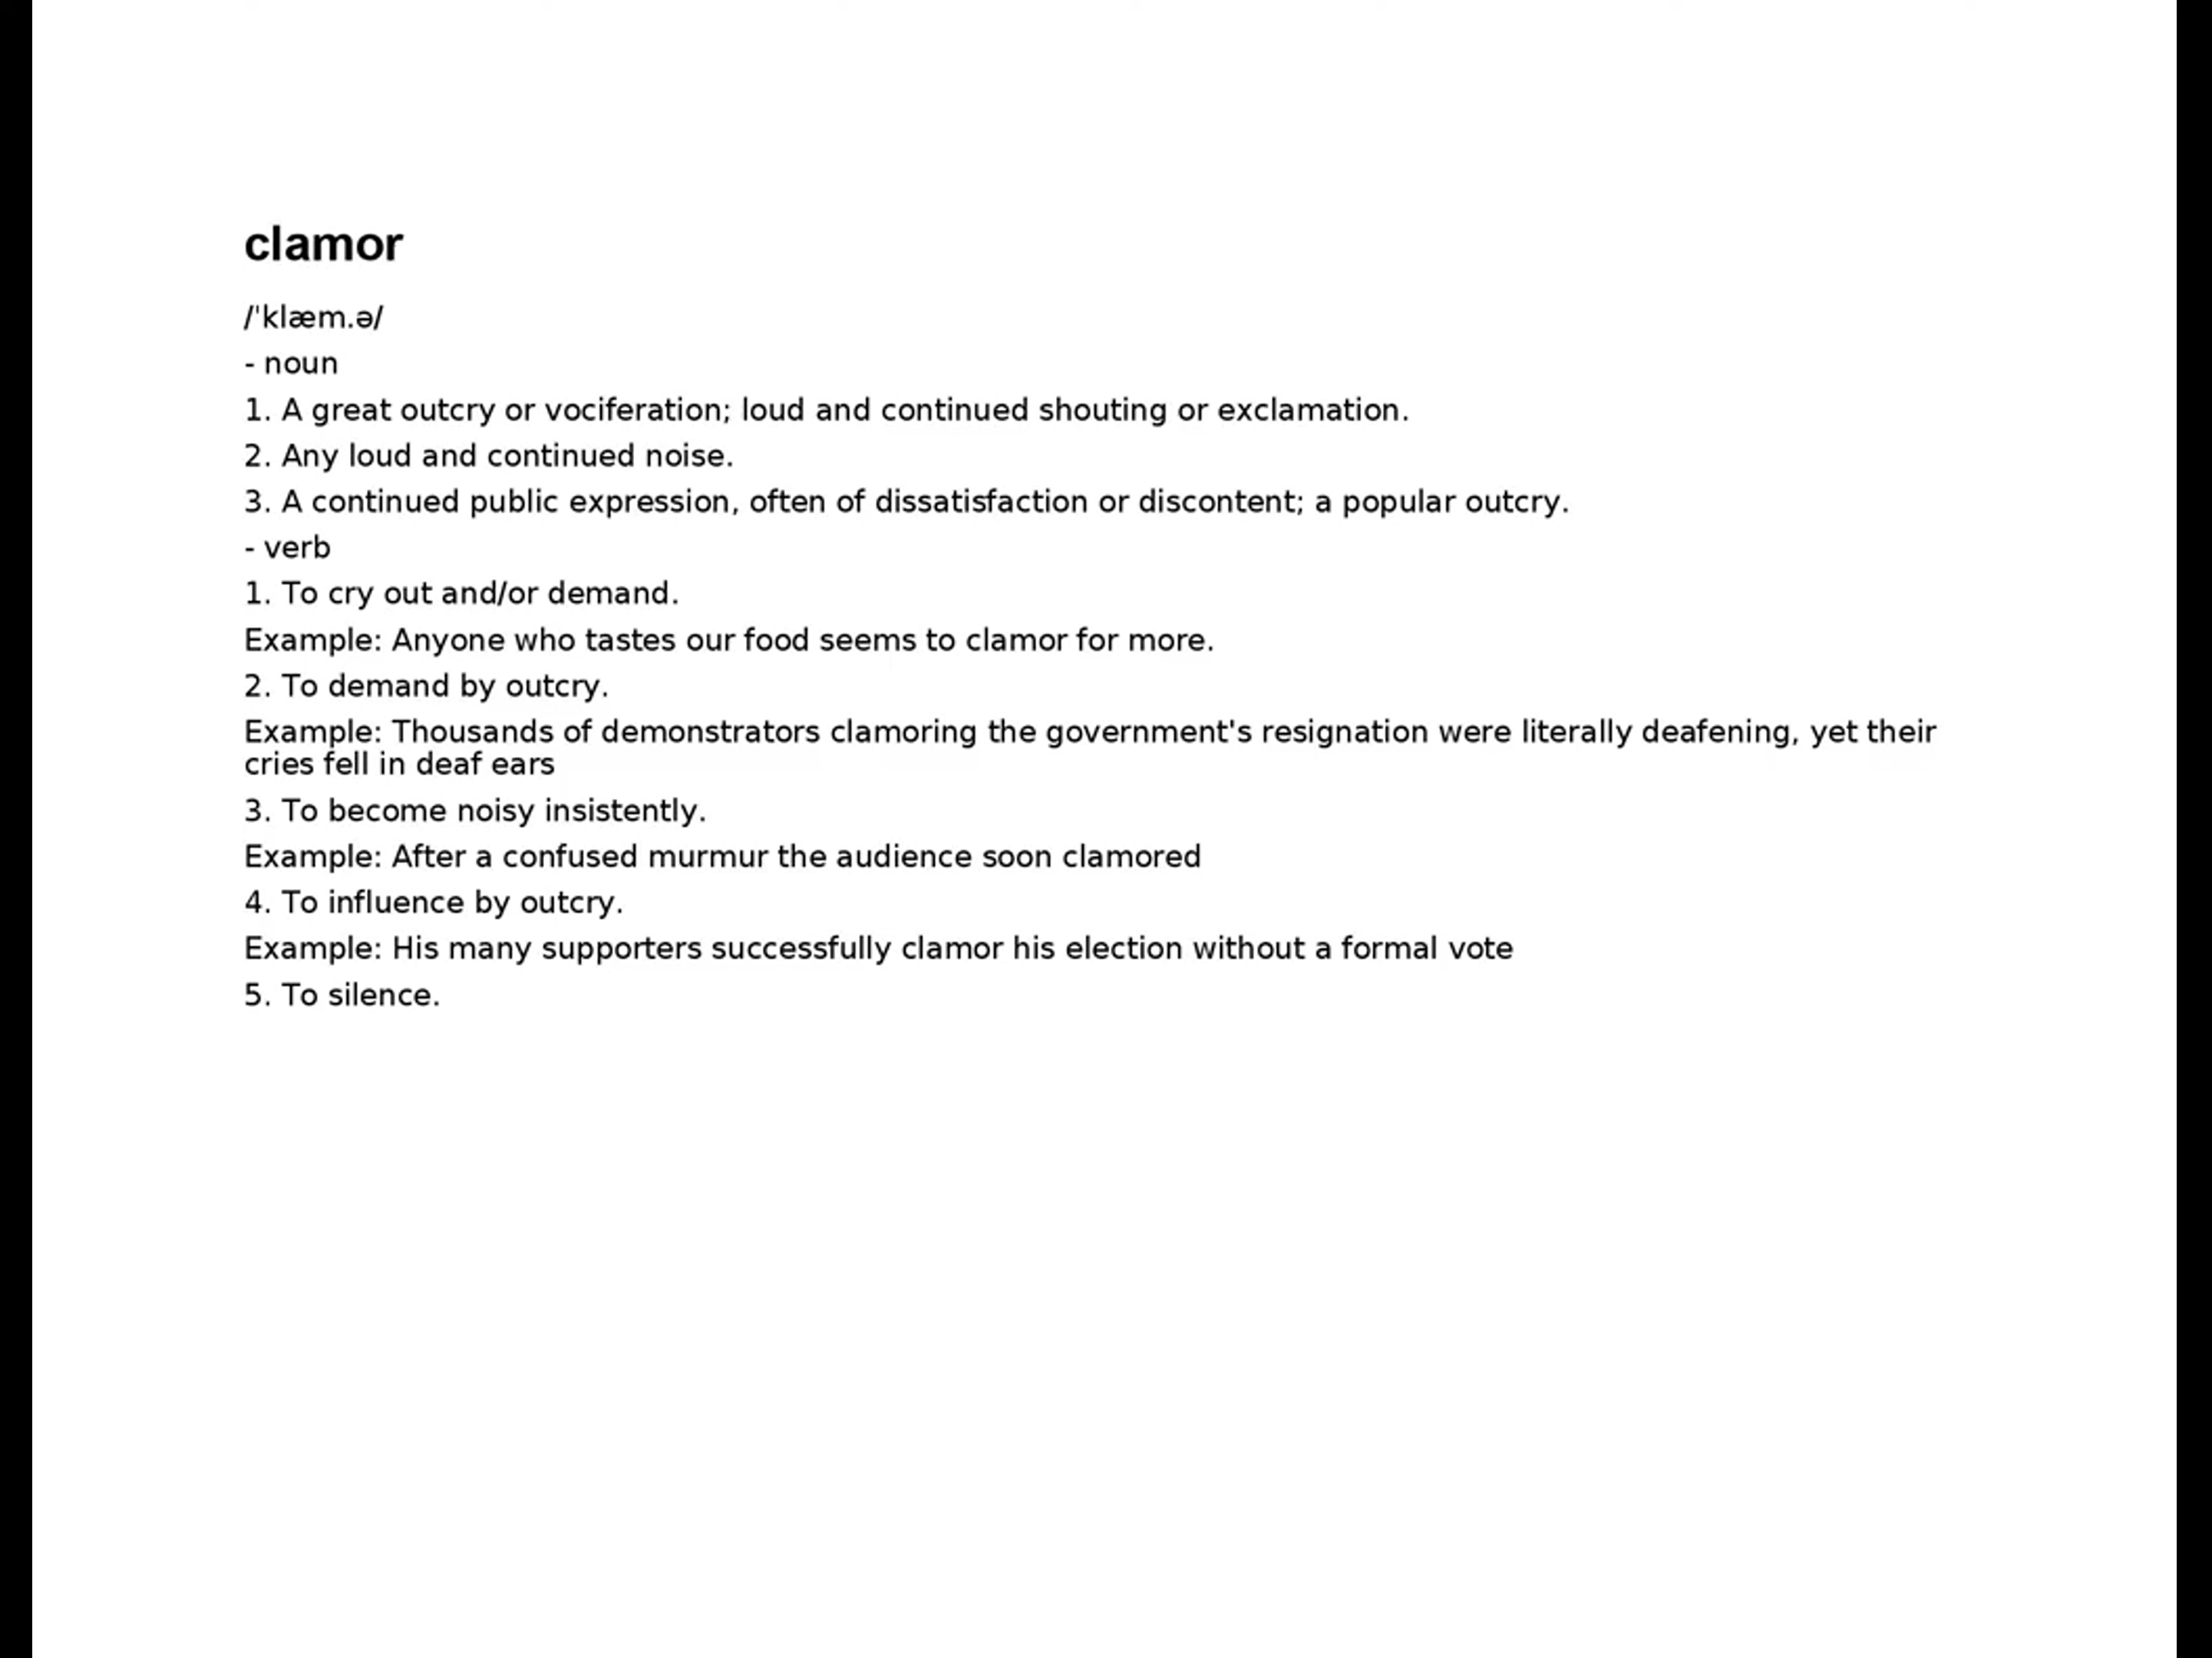 clamor
/ˈklæm.ə/
- noun
1. A great outcry or vociferation; loud and continued shouting or exclamation.
2. Any loud and continued noise.
3. A continued public expression, often of dissatisfaction or discontent; a popular outcry.
- verb
1. To cry out and/or demand.
Example: Anyone who tastes our food seems to clamor for more.
2. To demand by outcry.
Example: Thousands of demonstrators clamoring the government's resignation were literally deafening, yet their
cries fell in deaf ears
3. To become noisy insistently.
Example: After a confused murmur the audience soon clamored
4. To influence by outcry.
Example: His many supporters successfully clamor his election without a formal vote
5. To silence.